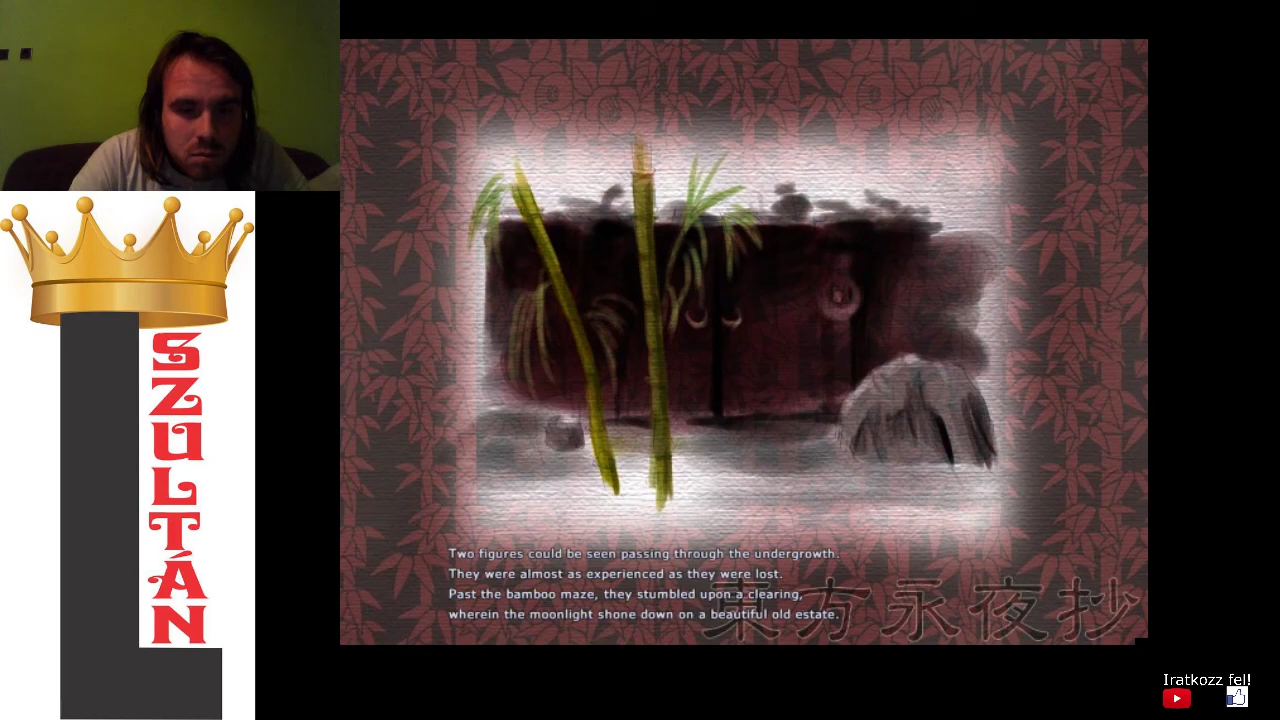 SZULTÁN
L
Two figures could be seen passing through the undergrowth.
They were almost as experienced as they were lost.
Past the bamboo maze, they stumbled upon a clearing,
wherein the moonlight shone down on a beautiful old estate.
東方永夜抄
Iratkozz fel!